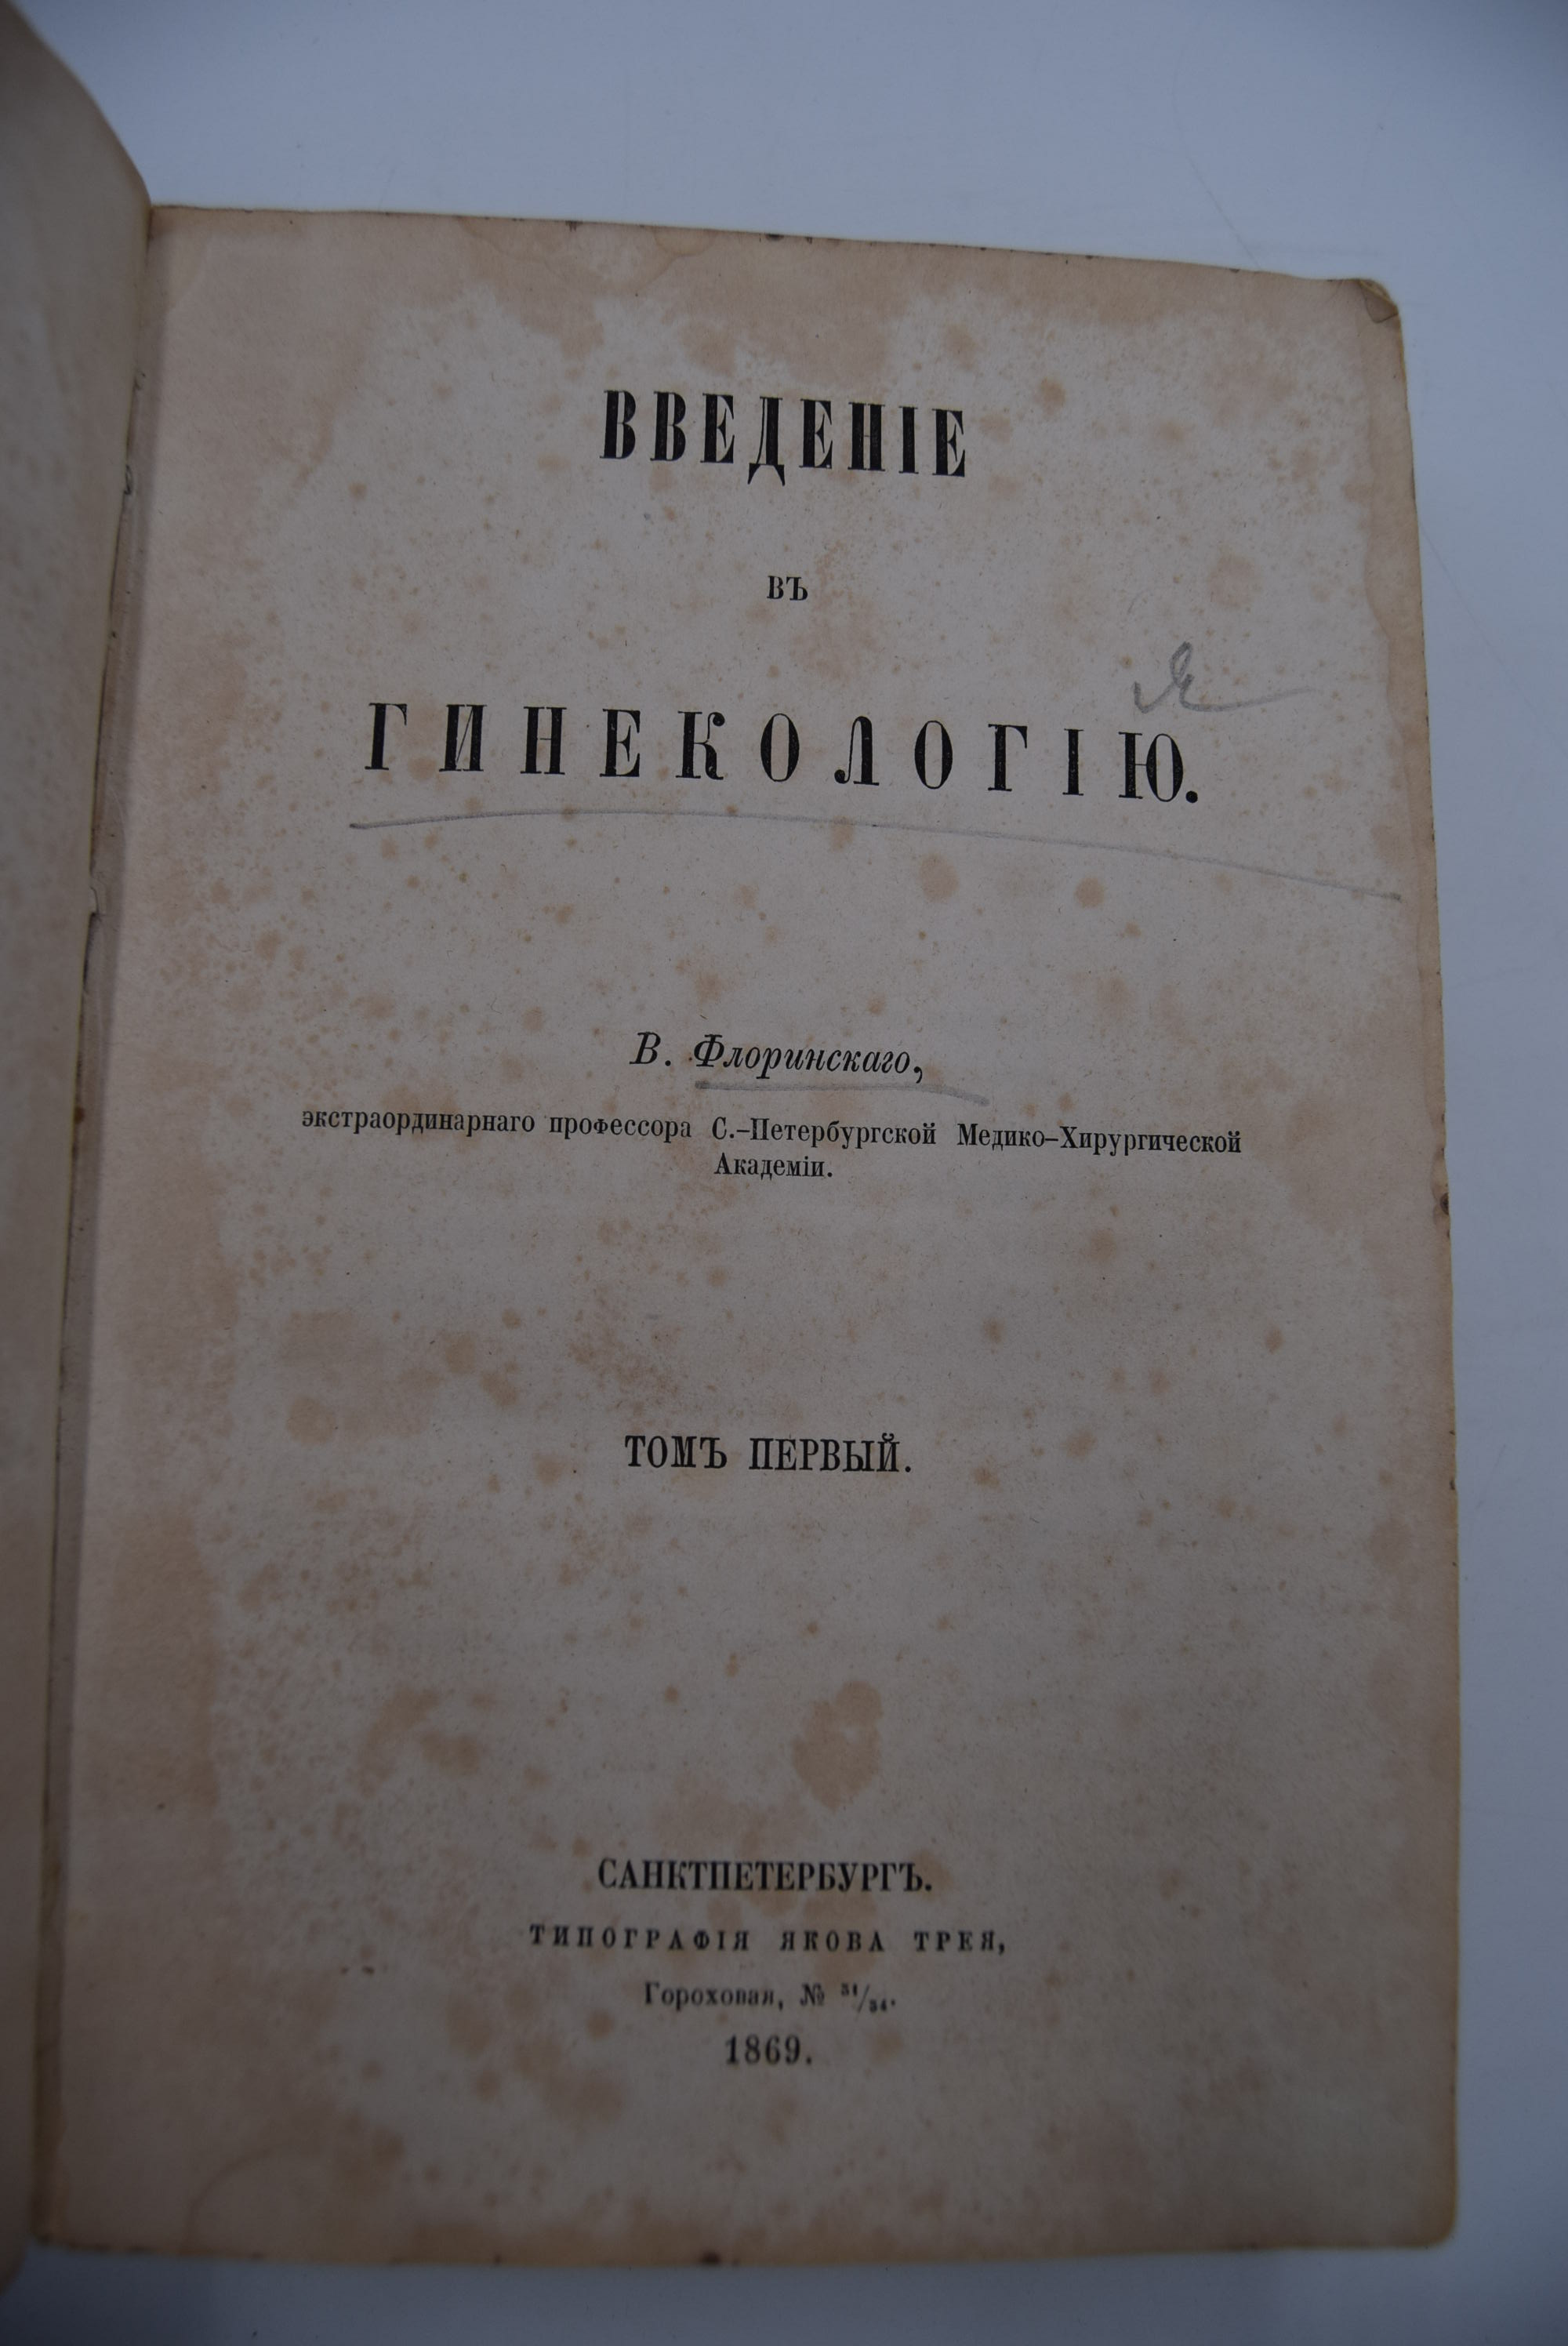 ВВЕДЕНІЕ
ВЪ
ГИНЕКОЛОГІЮ.
В. Флоринскаго,
экстраординарнаго профессора С.-Петербургской Медико-Хирургической
Академіи.
ТОМЪ ПЕРВЫЙ.
САНКТПЕТЕРБУРГЪ.
ТИПОГРАФІЯ ЯКОВА ТРЕЯ,
Гороховая, №
1869.